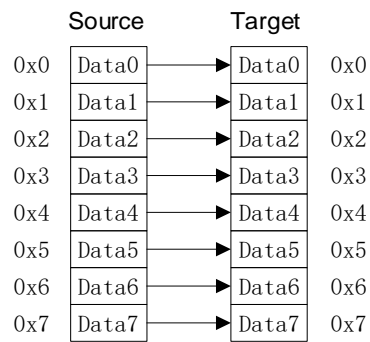 Source Target
0x0 Data0 Data0 0x0
0x1 Data1 Data1 0x1
0x2 Data2 Data2 0x2
0x3 Data3 Data3 0x3
0x4 Data4 Data4 0x4
0x5 Data5 Data5 0x5
0x6 Data6 Data6 0x6
0x7 Data7 Data7 0x7